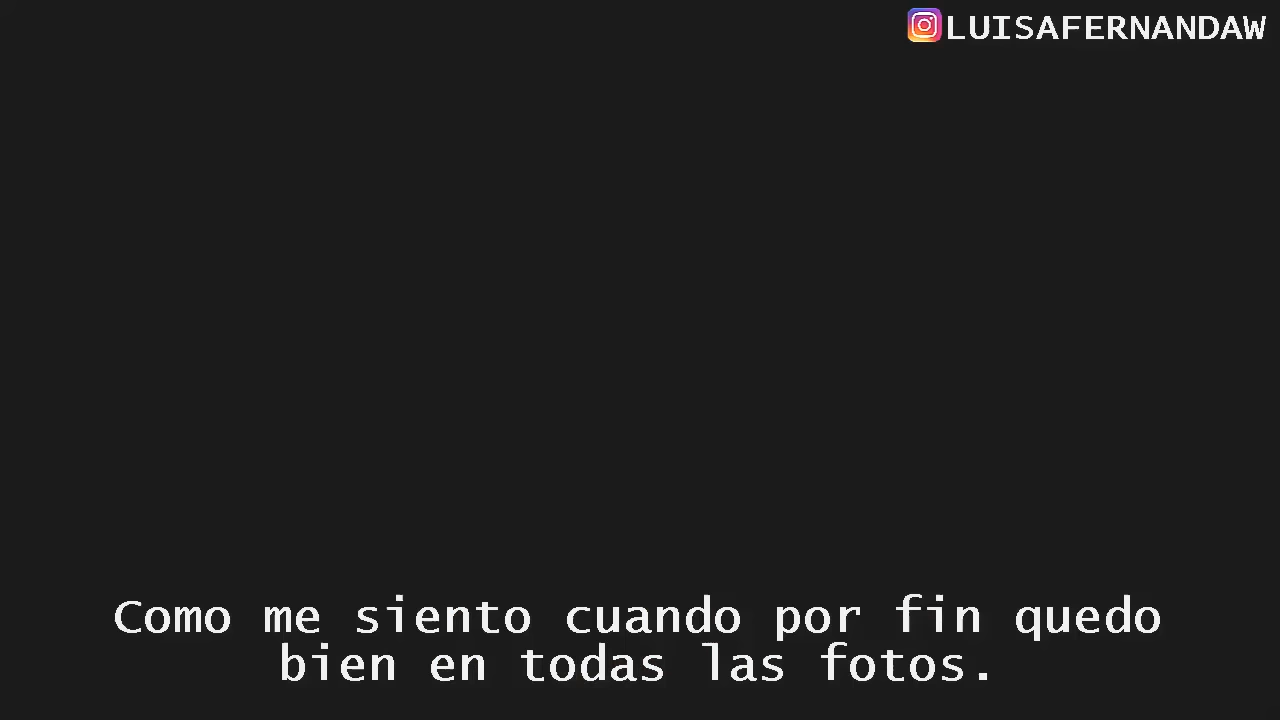 LUISAFERNANDAW
Como me siento cuando por fin quedo
bien en todas las fotos.